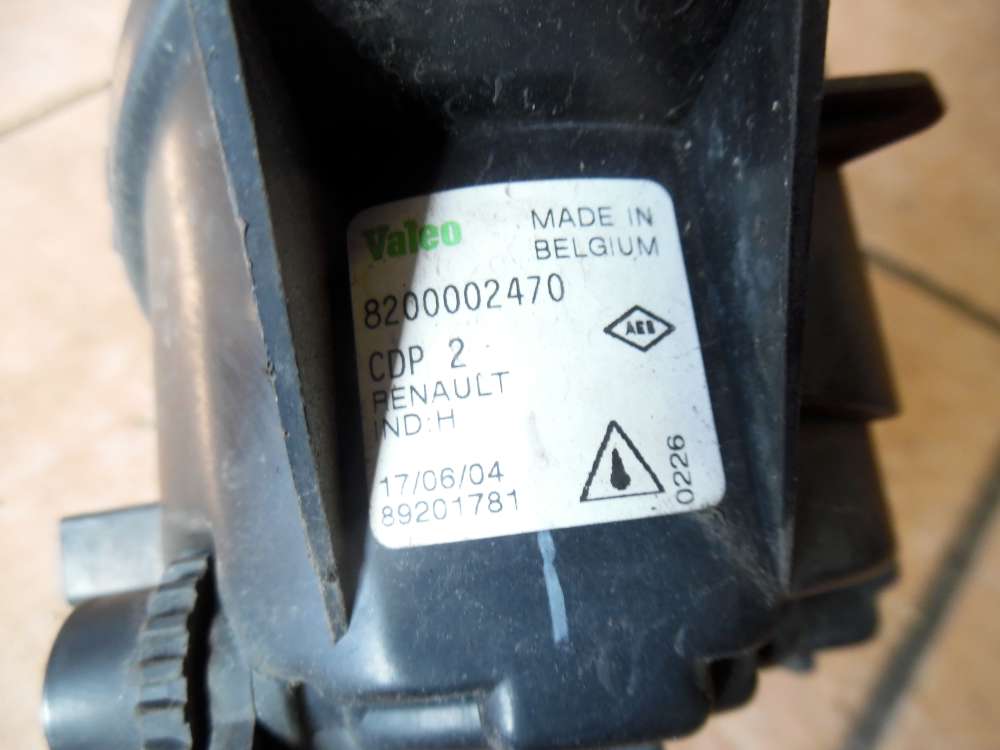 Valeo
MADE IN
BELGIUM
8200002470
CDP 2
RENAULT
IND:H
17/06/04
89201781
0226